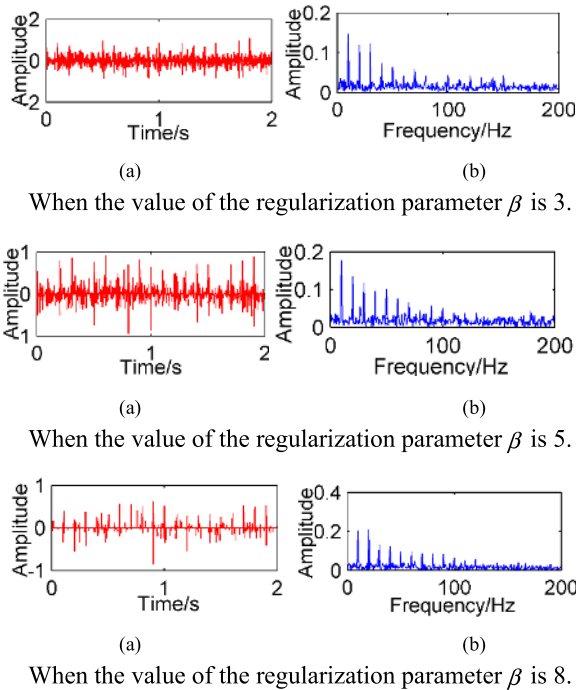 Amplitude
2
0
-2
0
1
2
Time/s
Amplitude
0.2
0.1
0
0
100
200
Frequency/Hz
(a)
(b)
When the value of the regularization parameter β is 3.
Amplitude
1
0
1
0
1
2
Time/s
Amplitude
0.2
0.1
0
0
100
200
Frequency/Hz
(a)
(b)
When the value of the regularization parameter β is 5.
Amplitude
1
0
-1
0
1
2
Time/s
Amplitude
0.4
0.2
0
0
100
200
Frequency/Hz
(a)
(b)
When the value of the regularization parameter β is 8.